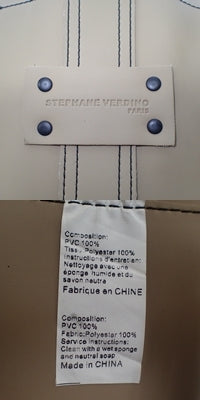 STEPHANE VERDINO
PARIS
Composition:
PVC 100%
Tissu Polyester 100%
Instructions d'entretien:
Nettoyage avec une
éponge humide et du
savon neutre
Fabrique en CHINE
Composition:
PVC 100%
Fabric:Polyester 100%
Service Instructions:
Clean with a wet sponge
and neutral soap
Made in CHINA